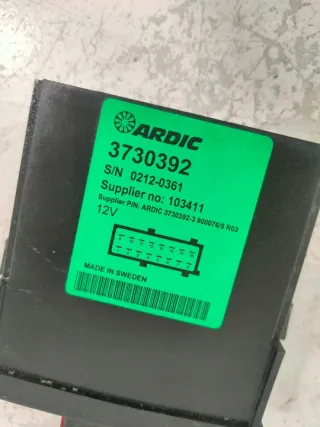 ARDIC
3730392
S/N 0212-0361
Supplier no: 103411
Supplier P/N: ARDIC 3730392-3 900076/5 R03
12V
MADE IN SWEDEN